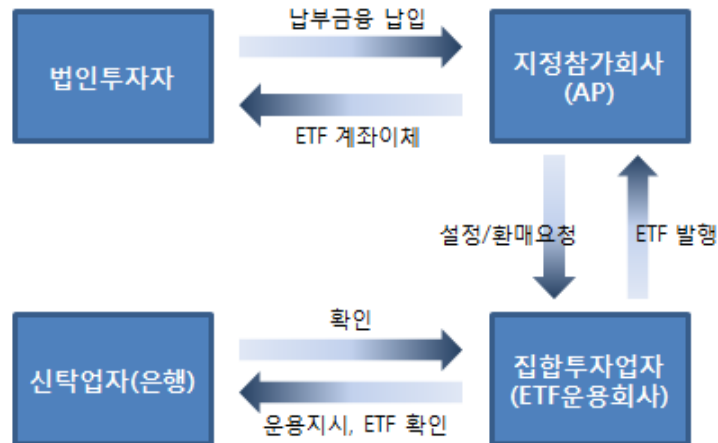 납부금융 납입
법인투자자
지정참가회사
(AP)
ETF 계좌이체
설정/환매요청
ETF 발행
확인
신탁업자(은행)
집합투자업자
(ETF운용회사)
운용지시, ETF 확인